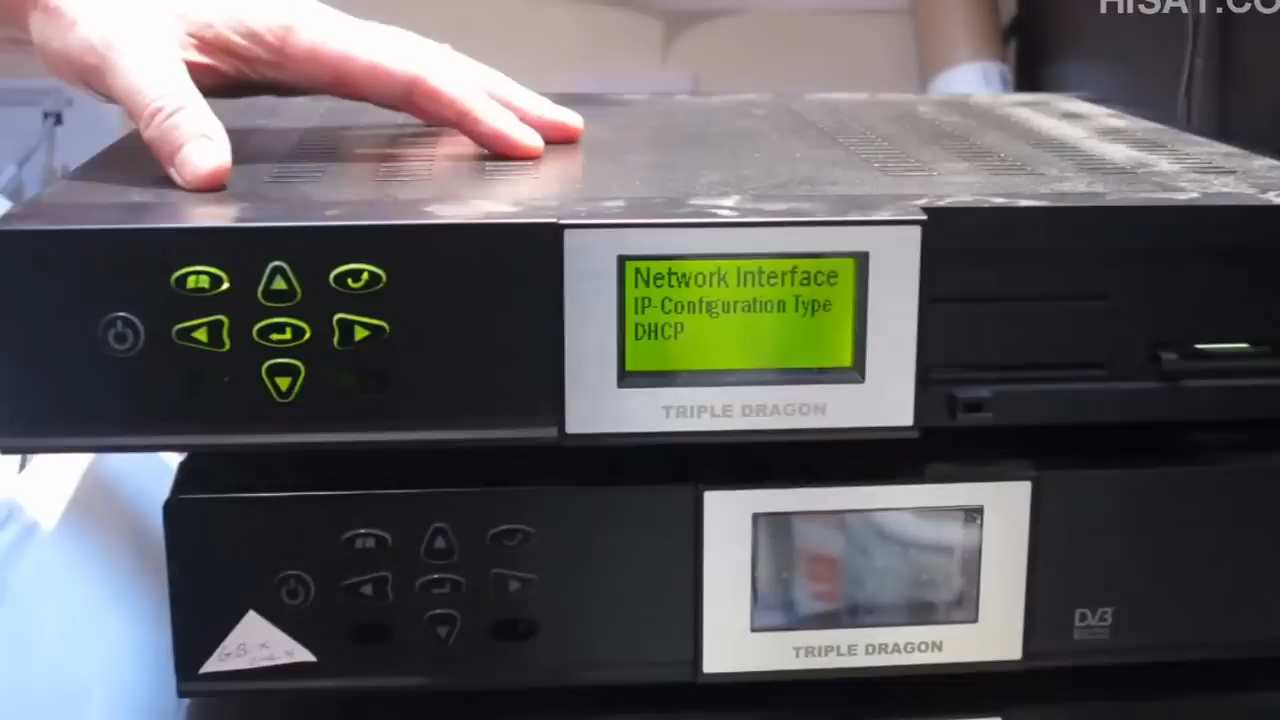 HISAT.CO
Network Interface
IP-Configuration Type
DHCP
TRIPLE DRAGON
TRIPLE DRAGON
DVB